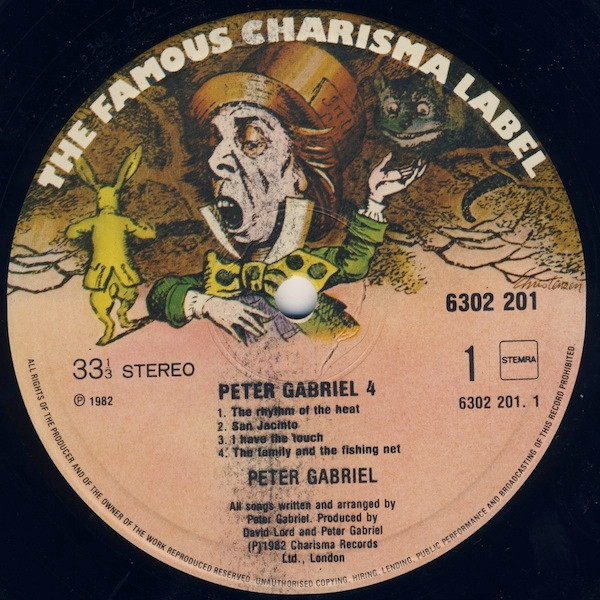 THE FAMOUS CHARISMA LABEL
Christensen
6302 201
33 1/3 STEREO
1
STEMRA
℗ 1982
6302 201. 1
PETER GABRIEL 4
1. The rhythm of the heat
2. San Jacinto
3. I have the touch
4. The family and the fishing net
PETER GABRIEL
All songs written and arranged by
Peter Gabriel. Produced by
David Lord and Peter Gabriel
(P)1982 Charisma Records
Ltd., London
ALL RIGHTS OF THE PRODUCER AND OF THE OWNER OF THE WORK REPRODUCED RESERVED. UNAUTHORISED COPYING, HIRING, LENDING, PUBLIC PERFORMANCE AND BROADCASTING OF THIS RECORD PROHIBITED.